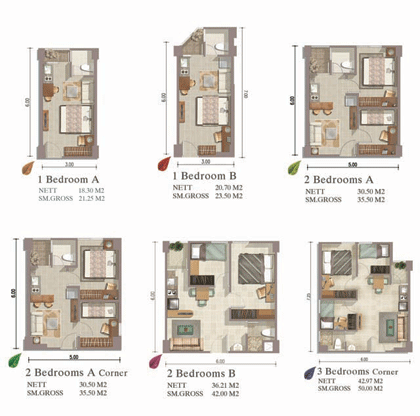 6.00
3.00
1 Bedroom A
NETT 18.30 M2
SM.GROSS 21.25 M2
6.00
7.00
3.00
1 Bedroom B
NETT 20.70 M2
SM.GROSS 23.50 M2
6.00
5.00
2 Bedrooms A
NETT 30.50 M2
SM.GROSS 35.50 M2
6.00
5.00
2 Bedrooms A Corner
NETT 30.50 M2
SM.GROSS 35.50 M2
6.00
6.00
2 Bedrooms B
NETT 36.21 M2
SM.GROSS 42.00 M2
7.00
3 Bedrooms Corner
NETT 42.97 M2
SM.GROSS 50.00 M2